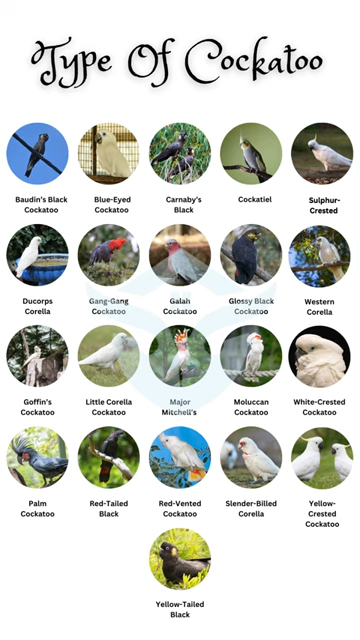 Type Of Cockatoo
Baudin's Black
Cockatoo
Blue-Eyed
Cockatoo
Carnaby's
Black
Cockatiel
Sulphur-
Crested
Ducorps
Corella
Gang-Gang
Cockatoo
Galah
Cockatoo
Glossy Black
Cockatoo
Western
Corella
Goffin's
Cockatoo
Little Corella
Cockatoo
Major
Mitchell's
Moluccan
Cockatoo
White-Crested
Cockatoo
Palm
Cockatoo
Red-Tailed
Black
Red-Vented
Cockatoo
Slender-Billed
Corella
Yellow-
Crested
Cockatoo
Yellow-Tailed
Black